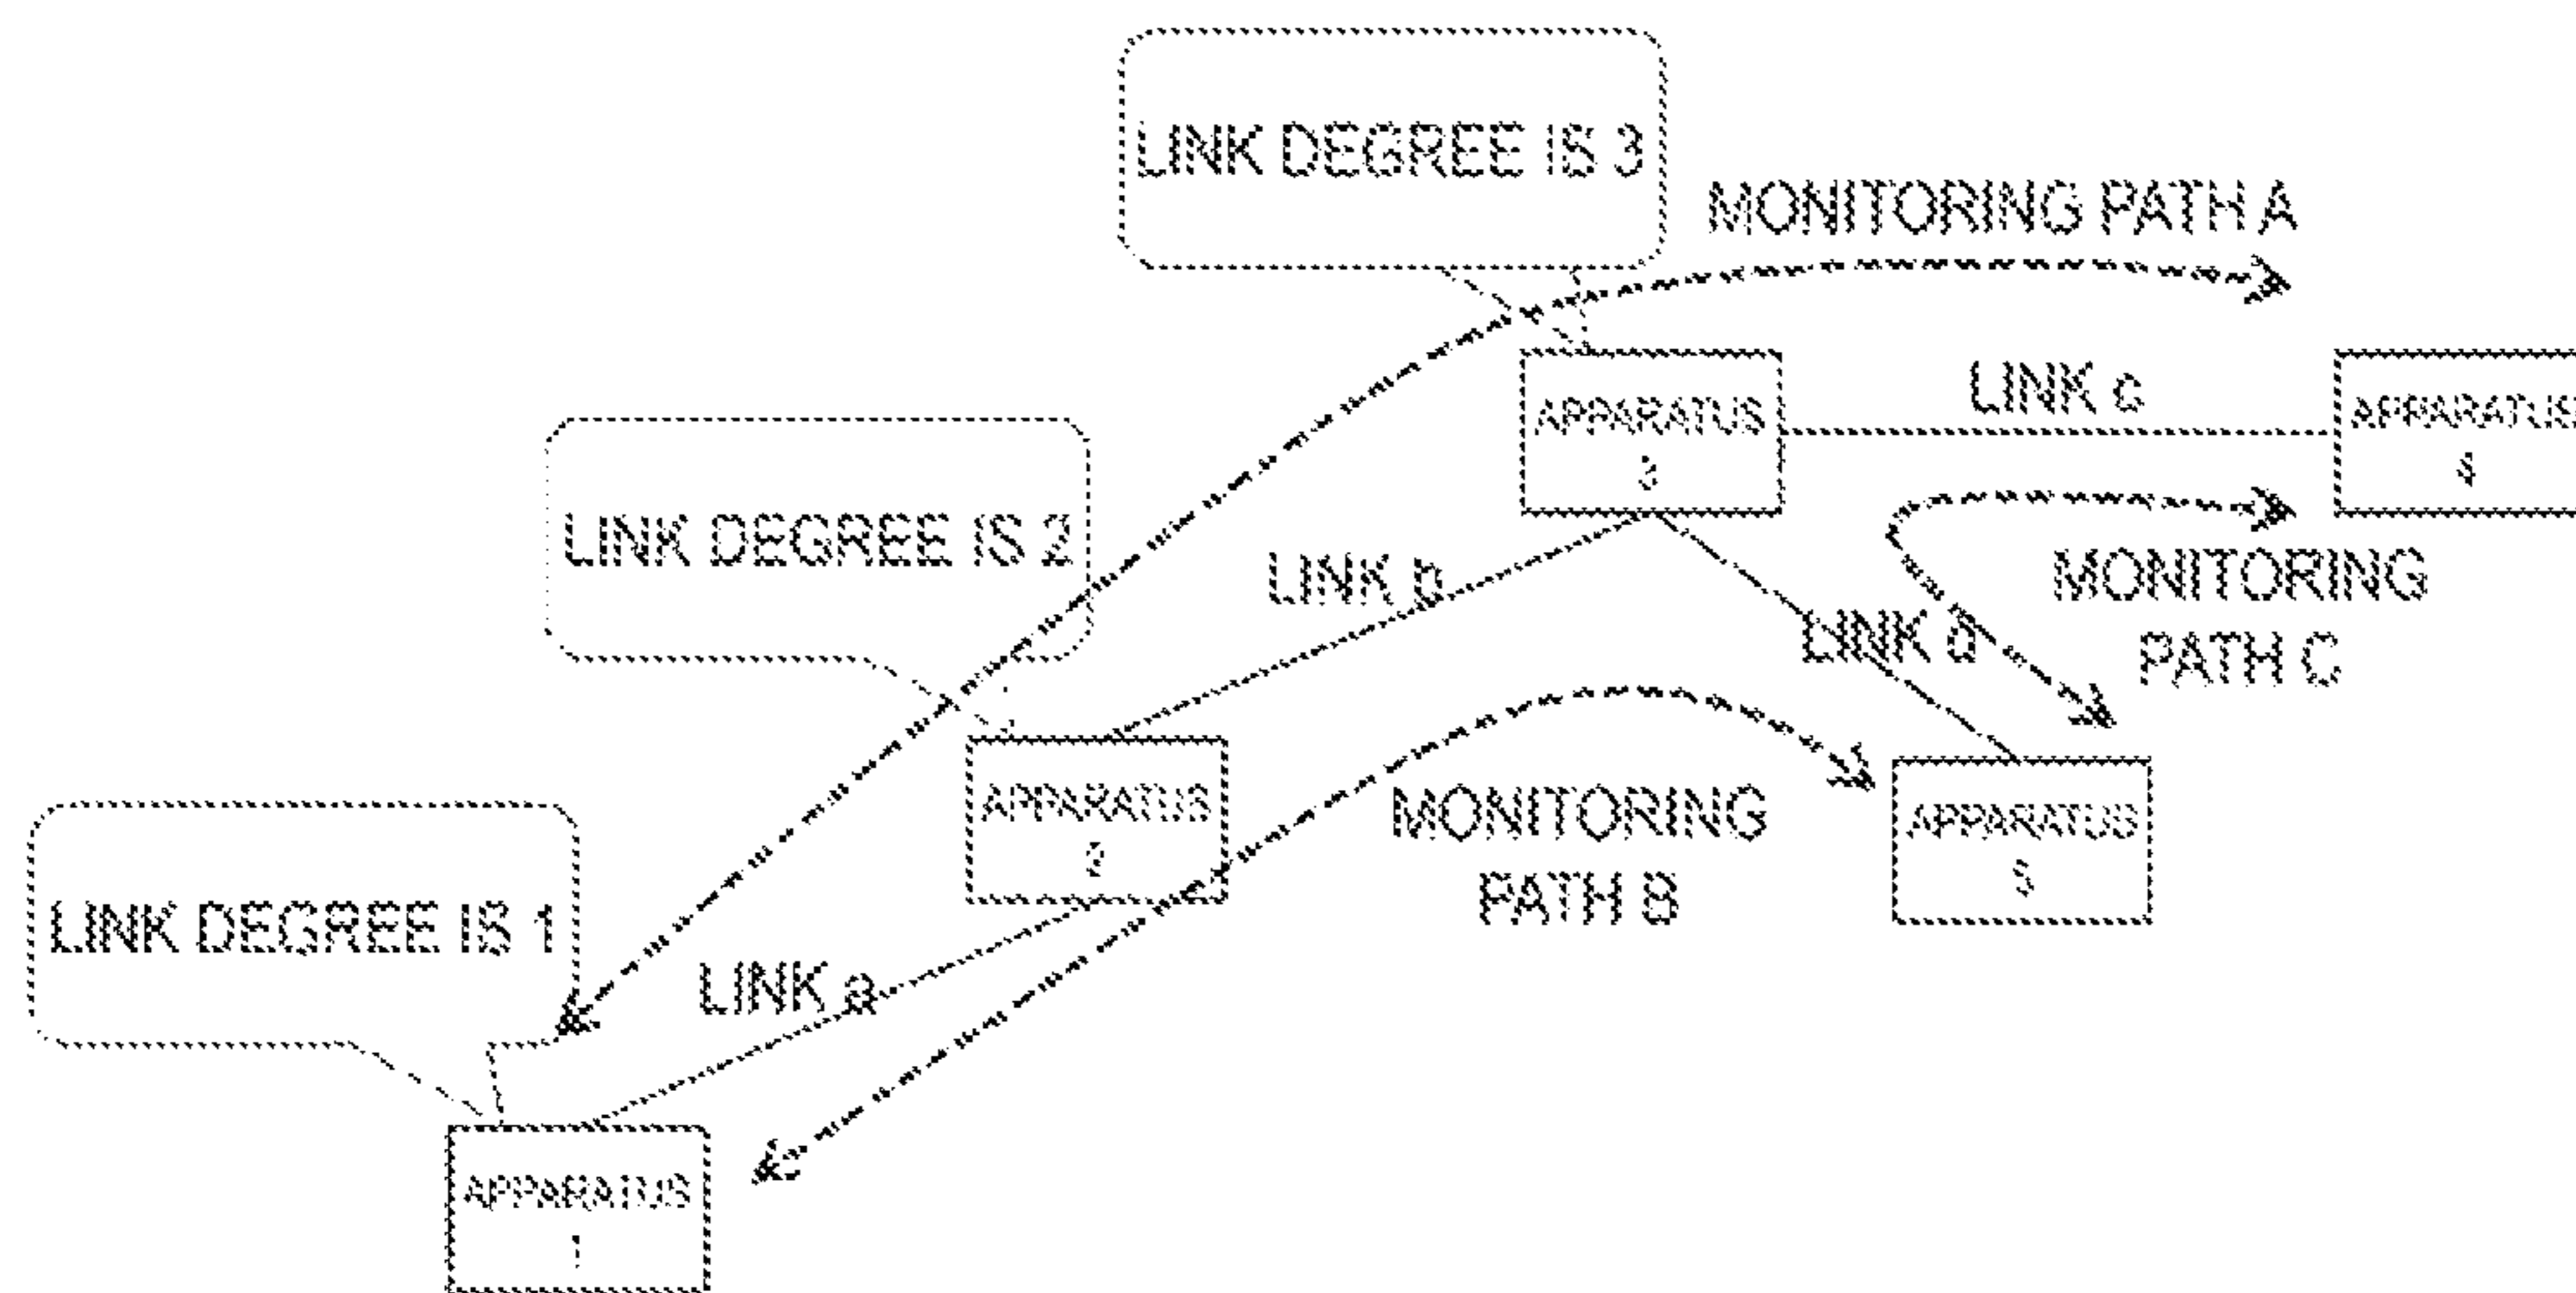 LINK DEGREE IS 3
MONITORING PATH A
LINK c
APPARATUS
3
APPARATUS
4
LINK DEGREE IS 2
LINK b
MONITORING
PATH C
LINK d
APPARATUS
2
MONITORING
PATH B
APPARATUS
5
LINK DEGREE IS 1
LINK a
APPARATUS
1